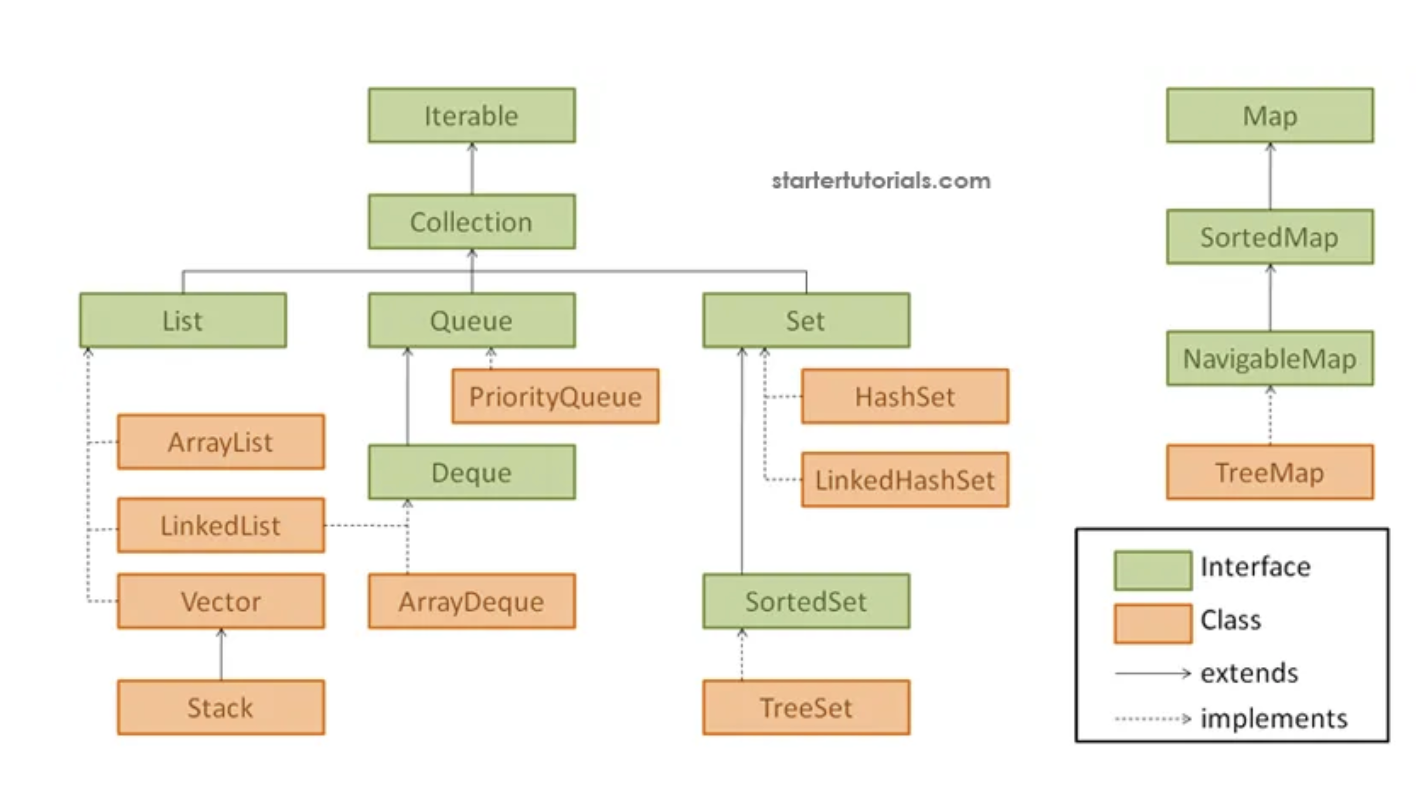 Iterable
Map
startertutorials.com
Collection
SortedMap
List
Queue
Set
NavigableMap
PriorityQueue
HashSet
ArrayList
Deque
LinkedHashSet
TreeMap
LinkedList
Vector
ArrayDeque
SortedSet
Stack
TreeSet
Interface
Class
extends
implements